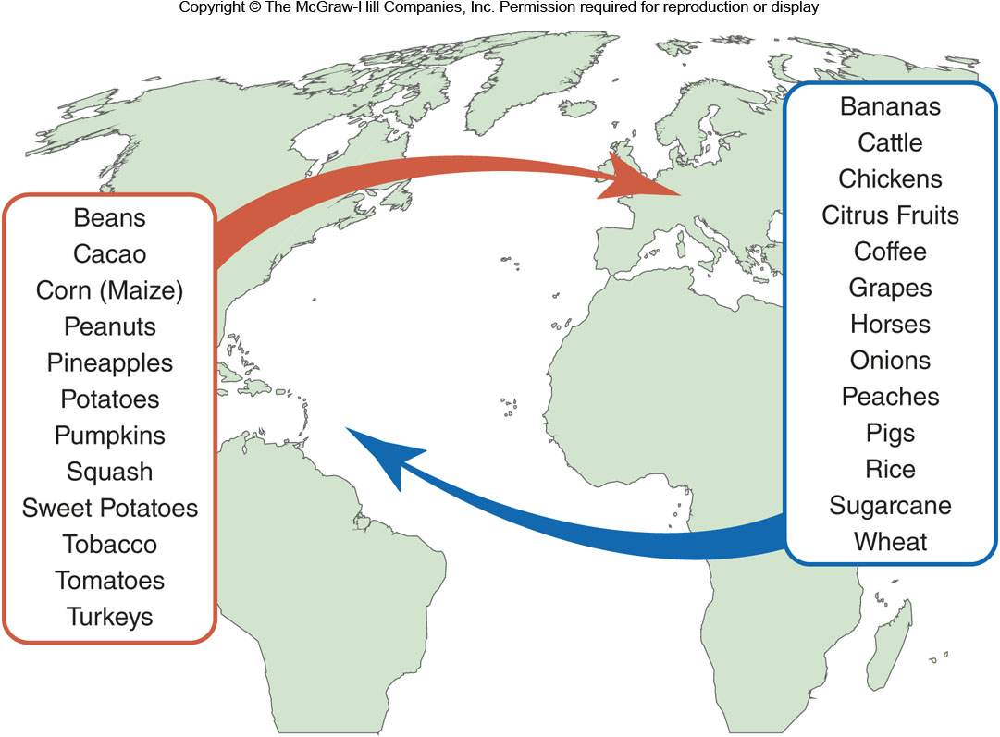 Copyright © The McGraw-Hill Companies, Inc. Permission required for reproduction or display
Beans
Cacao
Corn (Maize)
Peanuts
Pineapples
Potatoes
Pumpkins
Squash
Sweet Potatoes
Tobacco
Tomatoes
Turkeys
Bananas
Cattle
Chickens
Citrus Fruits
Coffee
Grapes
Horses
Onions
Peaches
Pigs
Rice
Sugarcane
Wheat